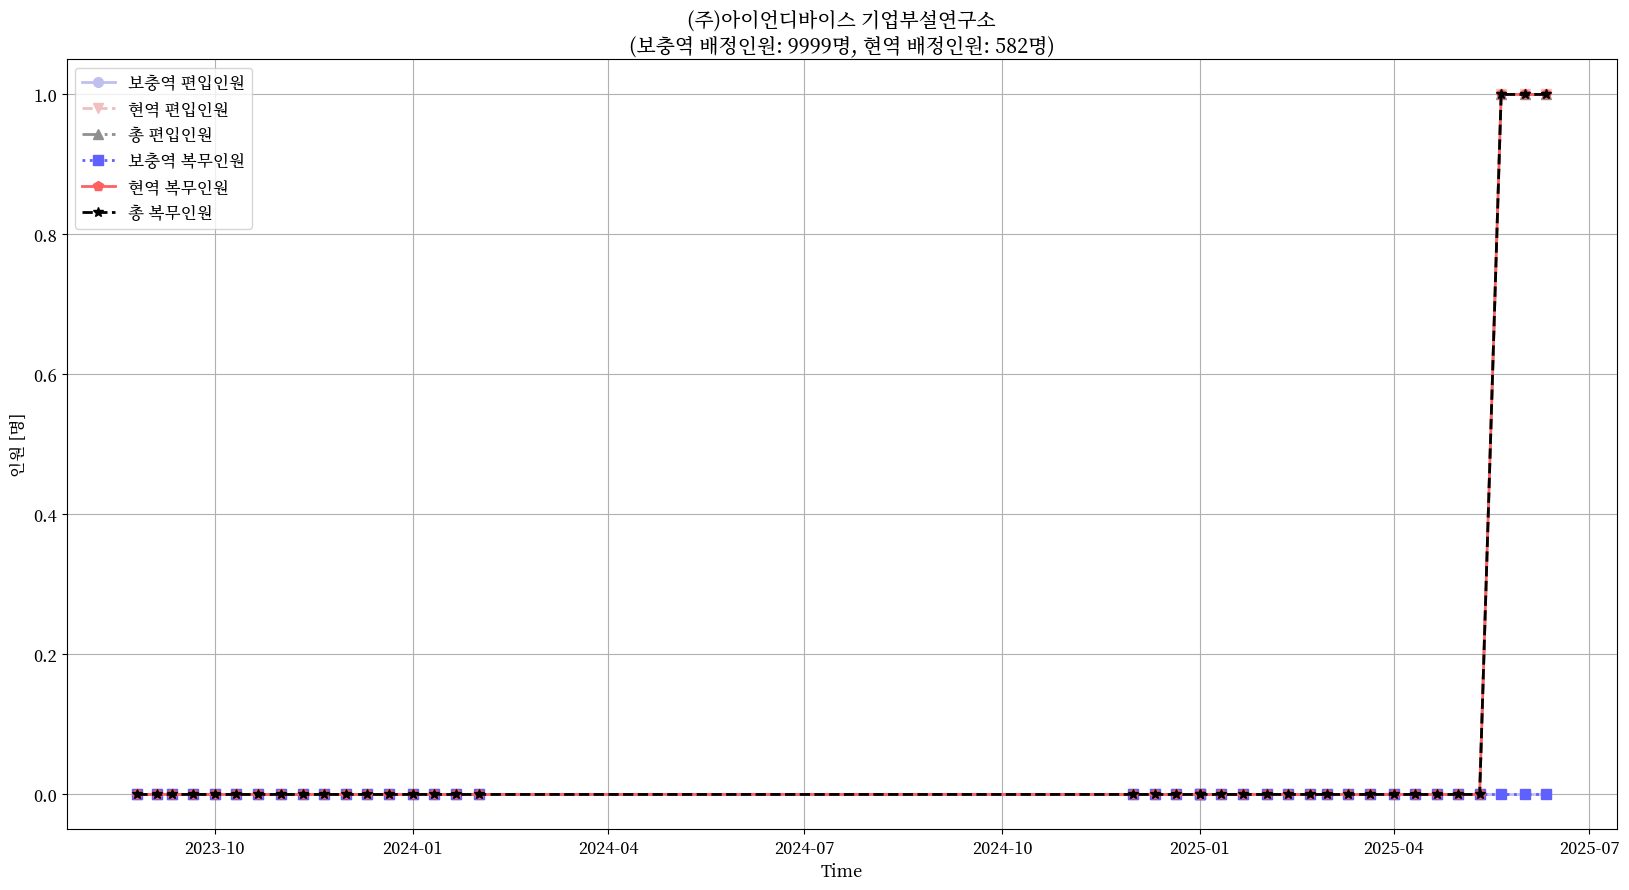 (주)아이언디바이스 기업부설연구소
(보충역 배정인원: 9999명, 현역 배정인원: 582명)
보충역 편입인원
현역 편입인원
총 편입인원
보충역 복무인원
현역 복무인원
총 복무인원
1.0
0.8
0.6
0.4
0.2
0.0
인원 [명]
2023-10
2024-01
2024-04
2024-07
2024-10
2025-01
2025-04
2025-07
Time